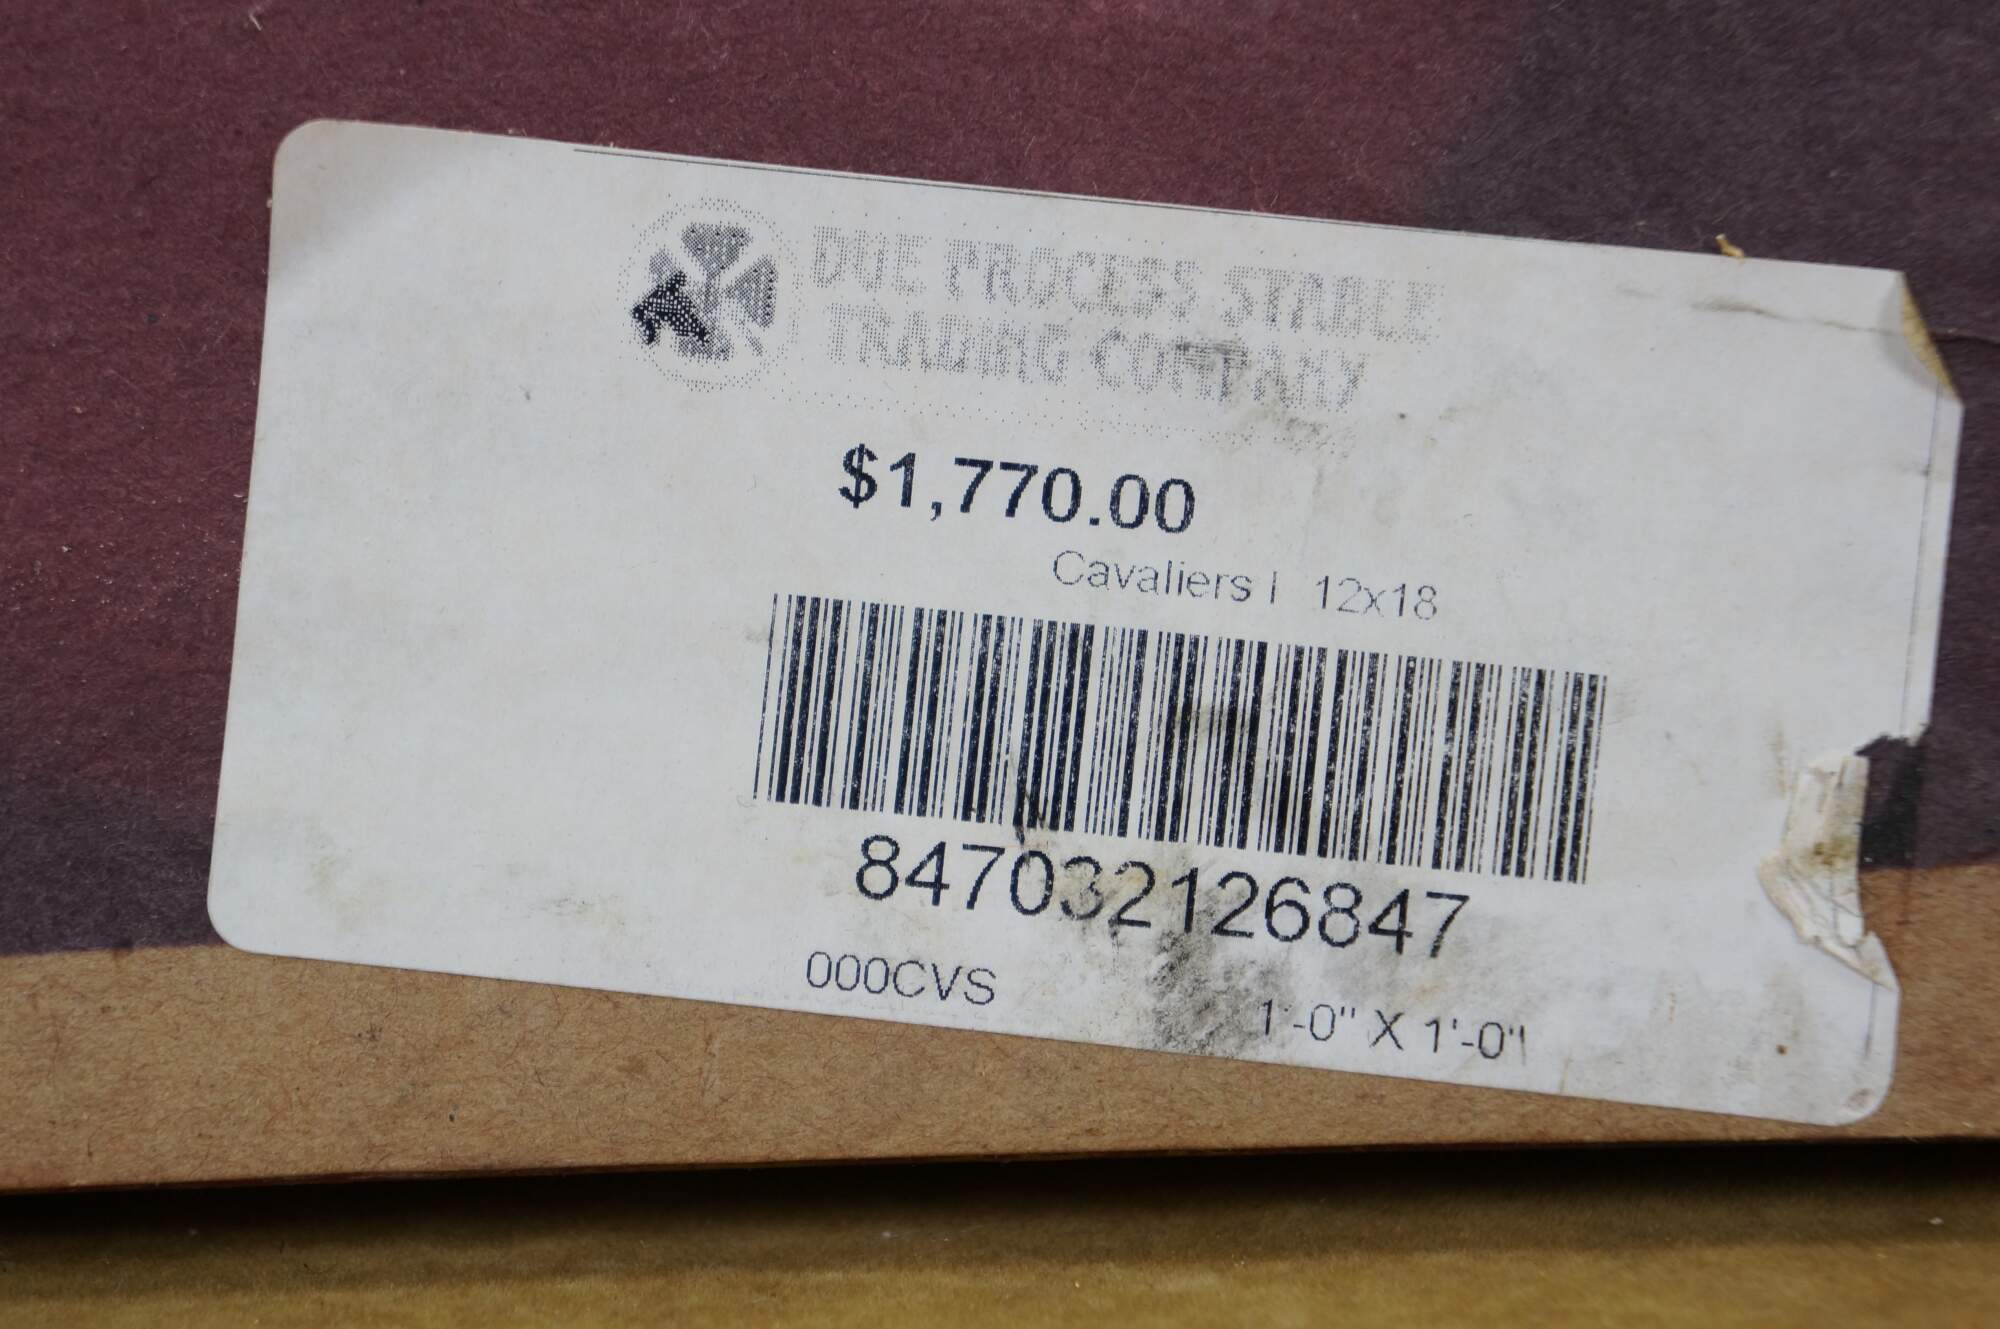 DUE PROCESS STABLE
TRADING COMPANY
$1,770.00
Cavaliers I 12x18
847032126847
000CVS
1'-0" X 1'-0"